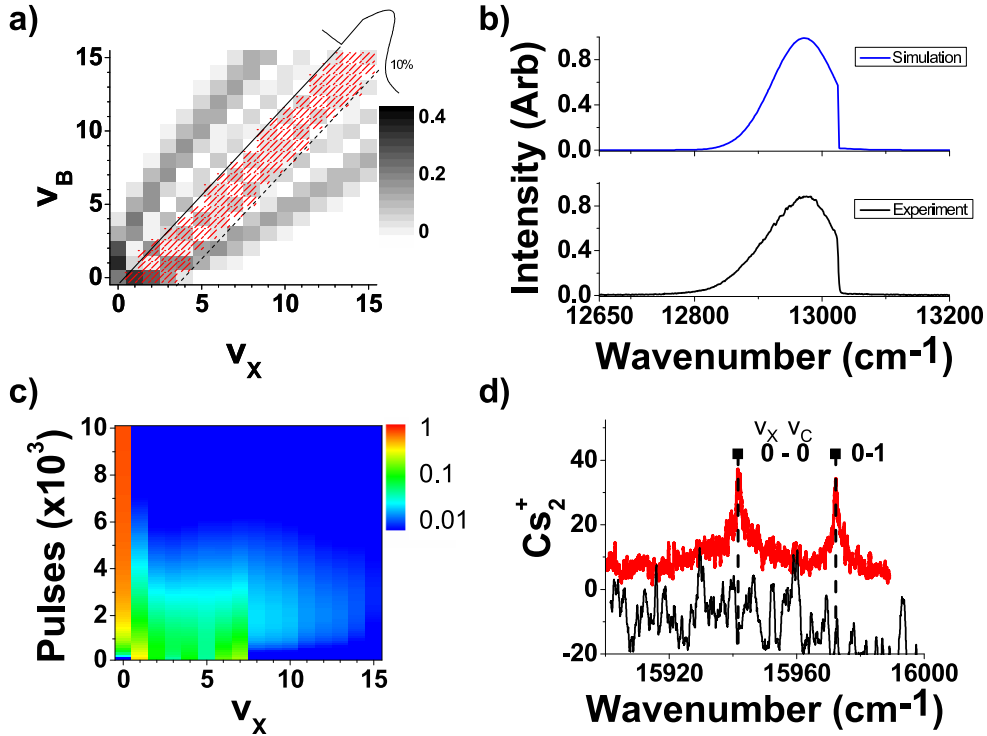 a)
10%
15
10
5
0
v_B
0 5 10 15
v_X
0.4
0.2
0
b)
Intensity (Arb)
0.8
0.4
0.0
Simulation
0.8
0.4
0.0
Experiment
12650 12800 13000 13200
Wavenumber (cm⁻¹)
c)
Pulses (x10³)
10
8
6
4
2
0
0 5 10 15
v_X
1
0.1
0.01
d)
v_X v_C
0 - 0
0-1
Cs₂⁺
40
20
0
-20
15920 15960 16000
Wavenumber (cm⁻¹)